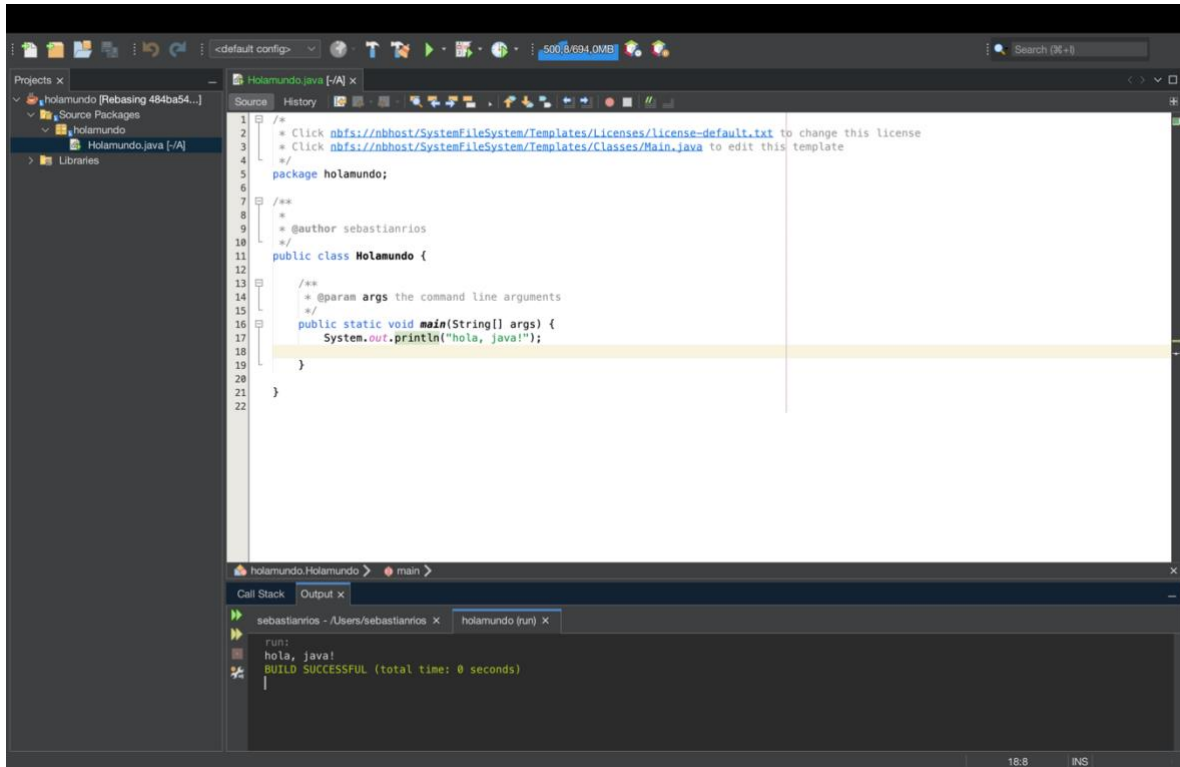 <default config>
500,8/694,0MB
Search (⌘+I)
Projects
holamundo [Rebasing 484ba54...]
Source Packages
holamundo
Holamundo.java [-/A]
Libraries
Holamundo.java [-/A]
Source History
1 /*
2 * Click nbfs://nbhost/SystemFileSystem/Templates/Licenses/license-default.txt to change this license
3 * Click nbfs://nbhost/SystemFileSystem/Templates/Classes/Main.java to edit this template
4 */
5 package holamundo;
6
7 /**
8 *
9 * @author sebastianrios
10 */
11 public class Holamundo {
12
13 /**
14 * @param args the command line arguments
15 */
16 public static void main(String[] args) {
17 System.out.println("hola, java!");
18
19 }
20
21 }
22
holamundo.Holamundo main
Call Stack Output
sebastianrios - /Users/sebastianrios holamundo (run)
run:
hola, java!
BUILD SUCCESSFUL (total time: 0 seconds)
18:8 INS